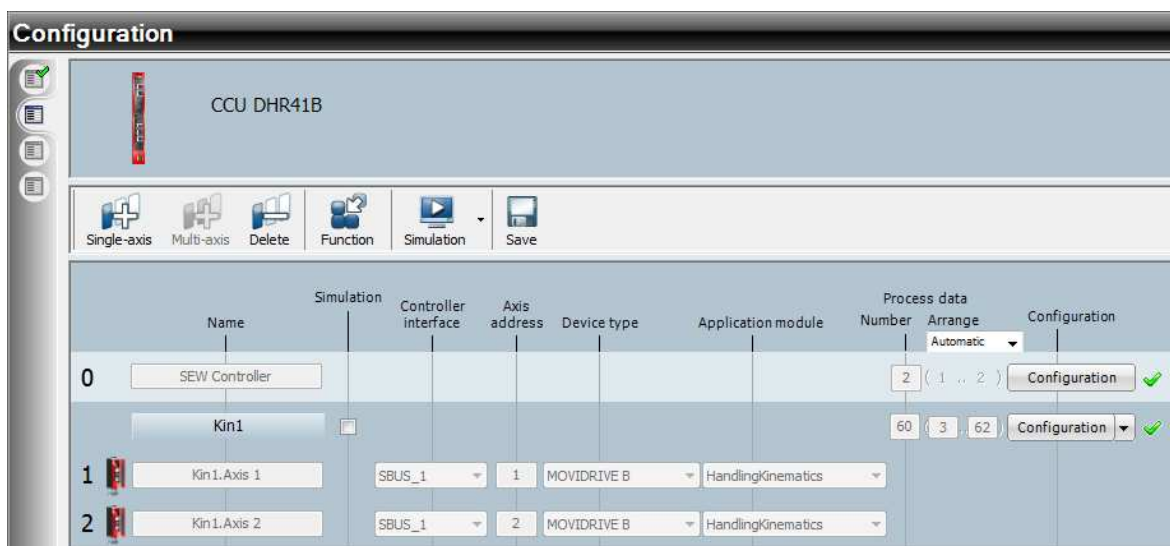 Configuration
CCU DHR41B
Single-axis Multi-axis Delete Function Simulation Save
Name Simulation Controller interface Axis address Device type Application module Process data Number Arrange Configuration
Automatic
0 SEW Controller 2 ( 1 .. 2 ) Configuration
Kin1 60 ( 3 .. 62 ) Configuration
1 Kin1.Axis 1 SBUS_1 1 MOVIDRIVE B HandlingKinematics
2 Kin1.Axis 2 SBUS_1 2 MOVIDRIVE B HandlingKinematics